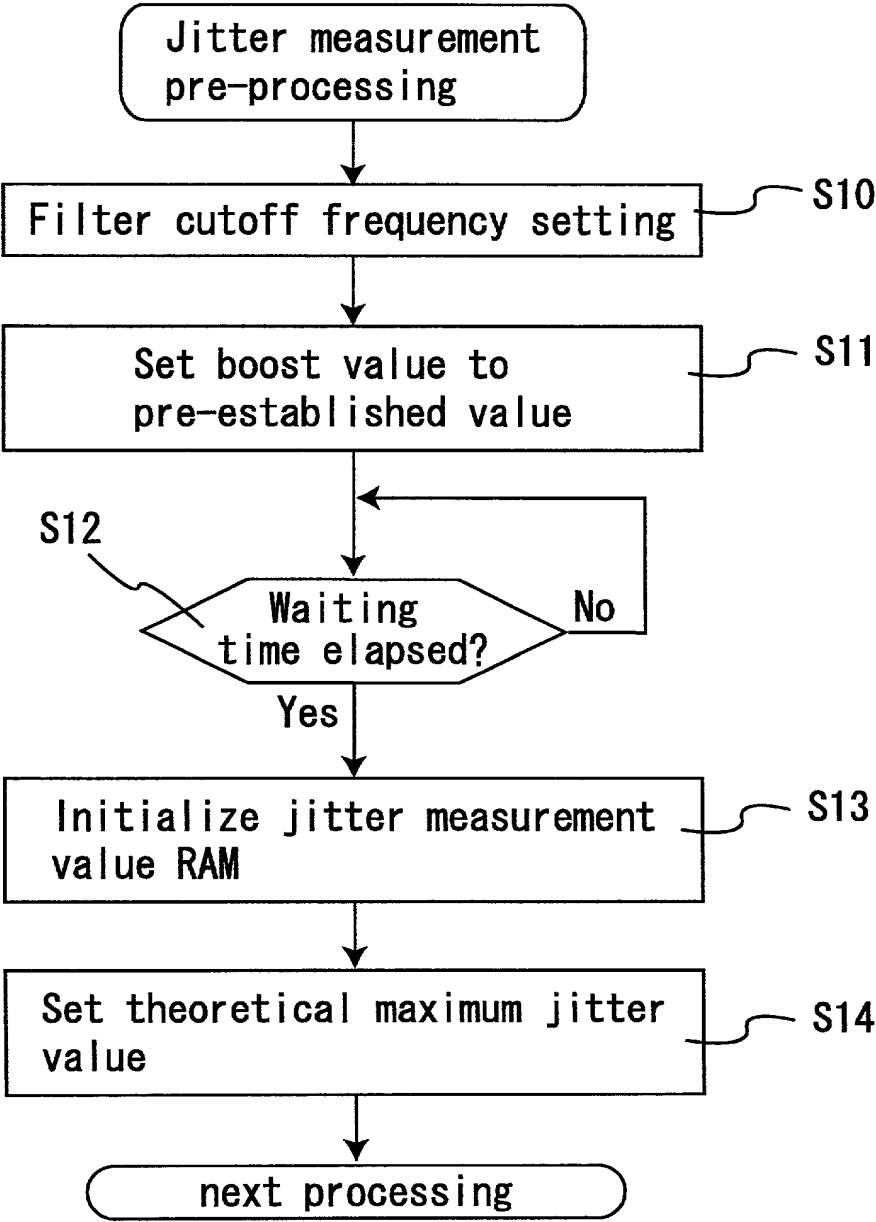 Jitter measurement
pre-processing
S10
Filter cutoff frequency setting
S11
Set boost value to
pre-established value
S12
Waiting
time elapsed?
No
Yes
S13
Initialize jitter measurement
value RAM
S14
Set theoretical maximum jitter
value
next processing